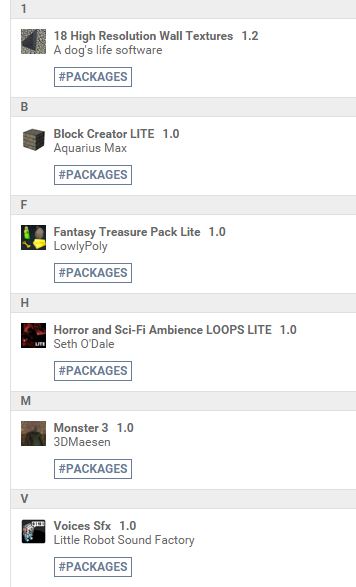 1
18 High Resolution Wall Textures 1.2
A dog's life software
#PACKAGES
B
Block Creator LITE 1.0
Aquarius Max
#PACKAGES
F
Fantasy Treasure Pack Lite 1.0
LowlyPoly
#PACKAGES
H
Horror and Sci-Fi Ambience LOOPS LITE 1.0
LITE
Seth O'Dale
#PACKAGES
M
Monster 3 1.0
3DMaesen
#PACKAGES
V
Voices Sfx 1.0
Little Robot Sound Factory
#PACKAGES